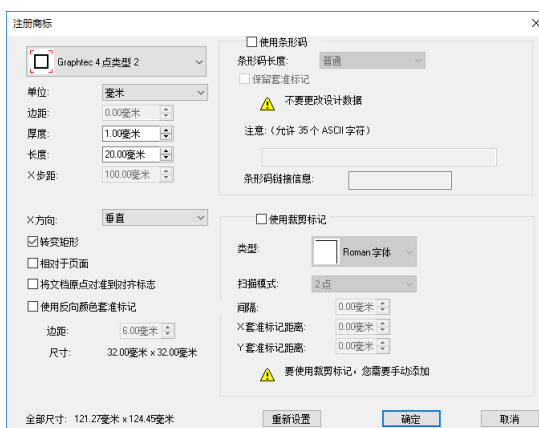 注册商标
Graphtec 4 点类型 2
单位: 毫米
边距: 0.00毫米
厚度: 1.00毫米
长度: 20.00毫米
X步距: 100.00毫米
X方向: 垂直
转变矩形
相对于页面
将文档原点对准到对齐标志
使用反向颜色套准标记
边距: 6.00毫米
尺寸: 32.00毫米 x 32.00毫米
全部尺寸: 121.27毫米 x 124.45毫米
使用条形码
条形码长度: 普通
保留套准标记
不要更改设计数据
注意: (允许 35个 ASCII 字符)
条形码链接信息:
使用裁剪标记
类型: Roman 字体
扫描模式: 2点
间隔: 0.00毫米
X套准标记距离: 0.00毫米
Y套准标记距离: 0.00毫米
要使用裁剪标记，您需要手动添加
重新设置 确定 取消